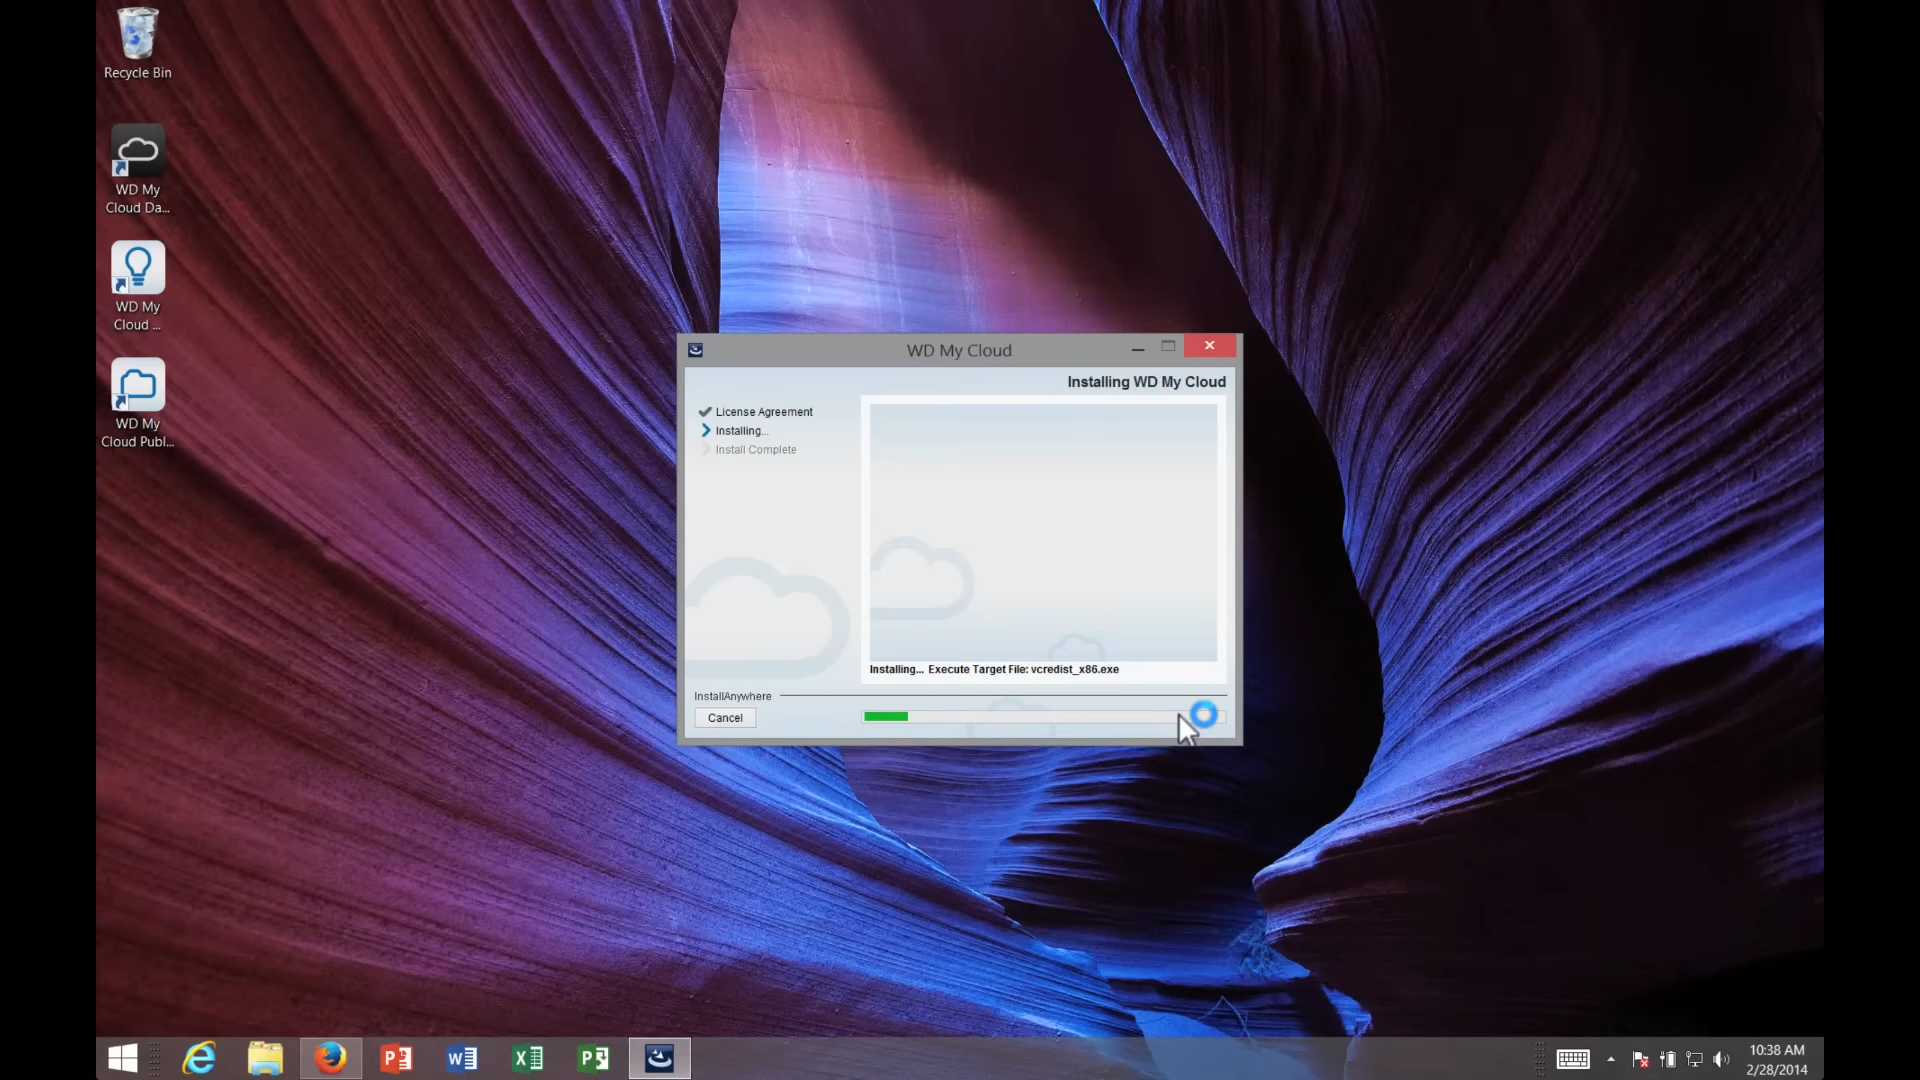 Recycle Bin
WD My
Cloud Da...
WD My
Cloud ...
WD My
Cloud Publ...
WD My Cloud
Installing WD My Cloud
License Agreement
Installing...
Install Complete
Installing... Execute Target File: vcredist_x86.exe
InstallAnywhere
Cancel
10:38 AM
2/28/2014